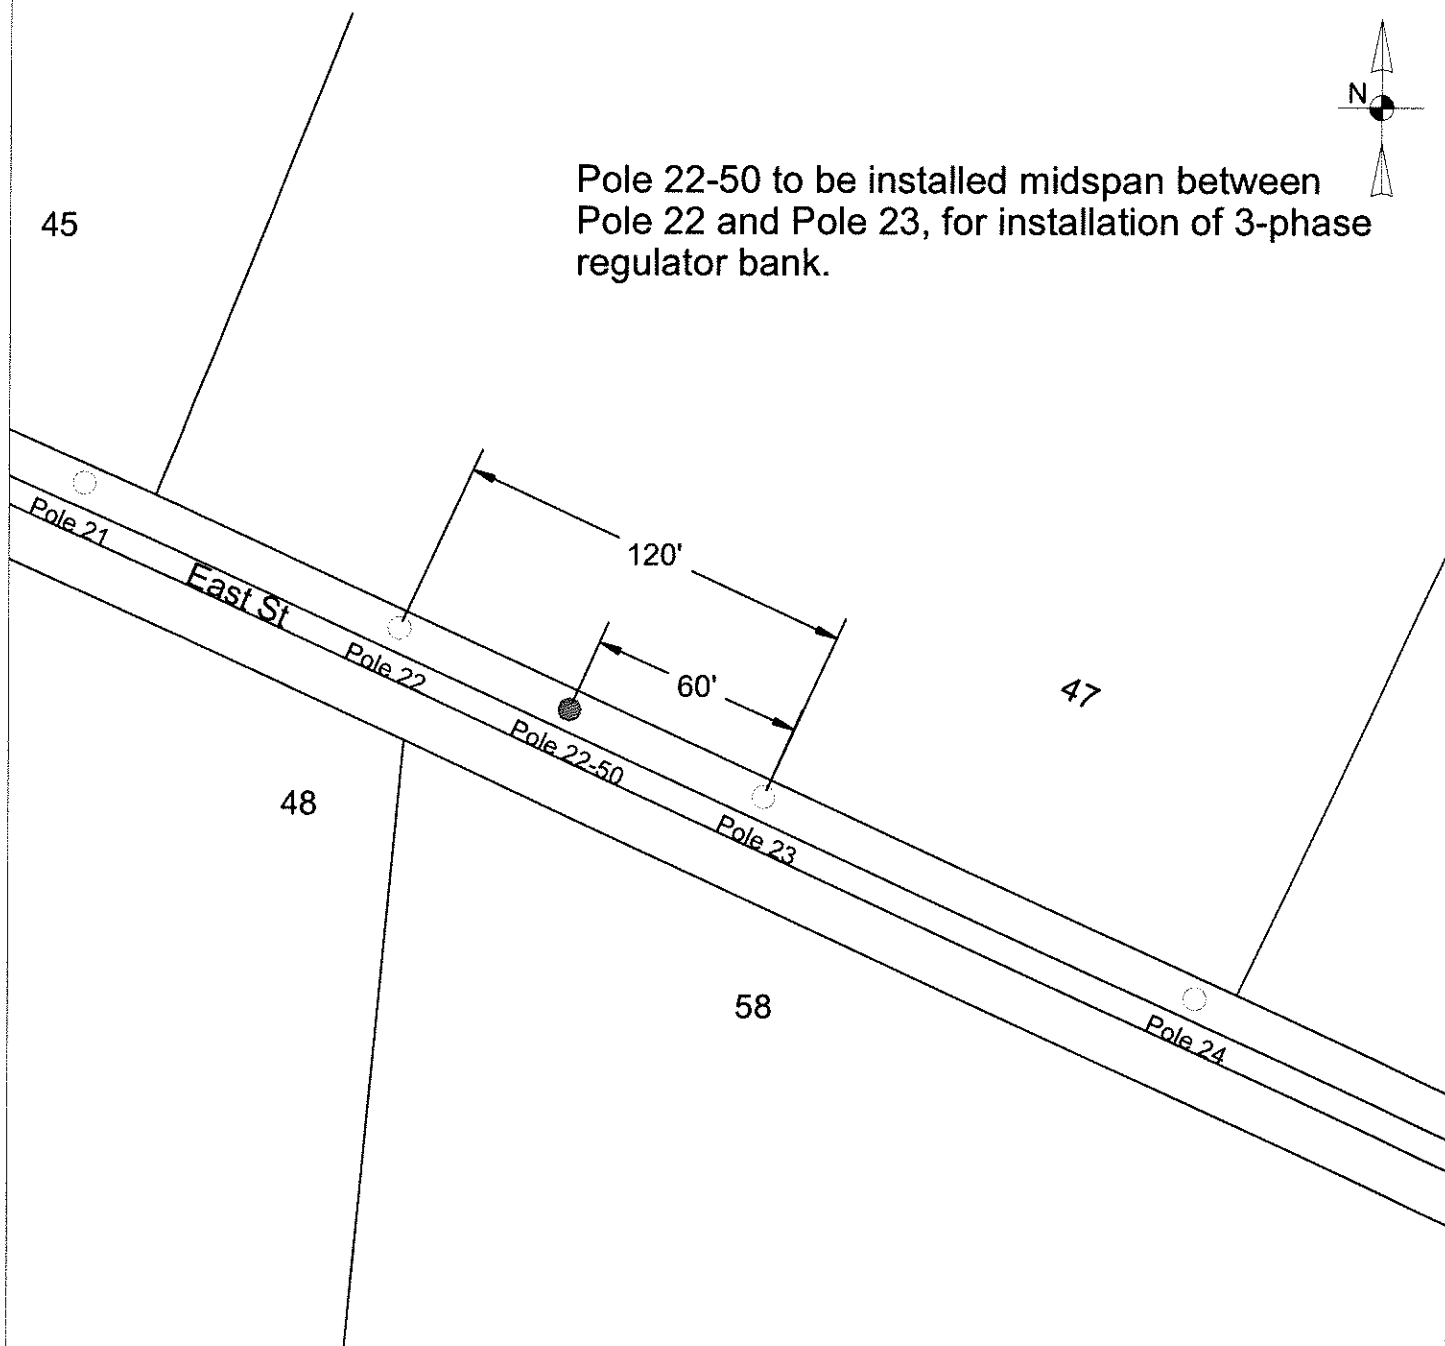 N
Pole 22-50 to be installed midspan between
Pole 22 and Pole 23, for installation of 3-phase
regulator bank.
45
120'
Pole 21
East St
Pole 22
60'
47
Pole 22-50
48
Pole 23
58
Pole 24